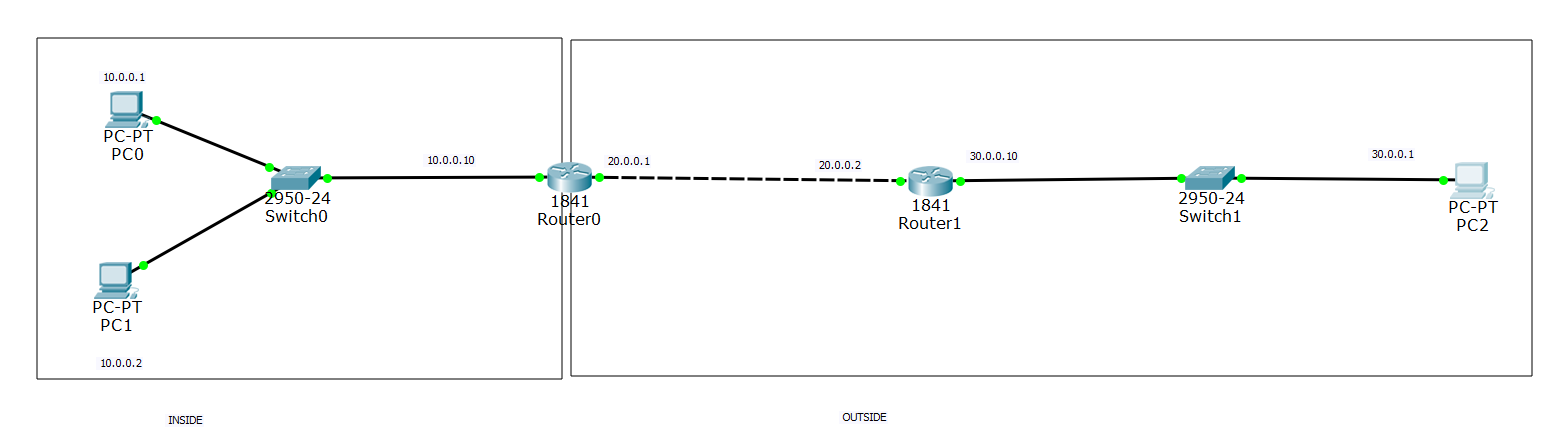 10.0.0.1
PC-PT
PC0
2950-24
Switch0
10.0.0.10
1841
Router0
20.0.0.1
20.0.0.2
1841
Router1
30.0.0.10
2950-24
Switch1
30.0.0.1
PC-PT
PC2
PC-PT
PC1
10.0.0.2
INSIDE
OUTSIDE